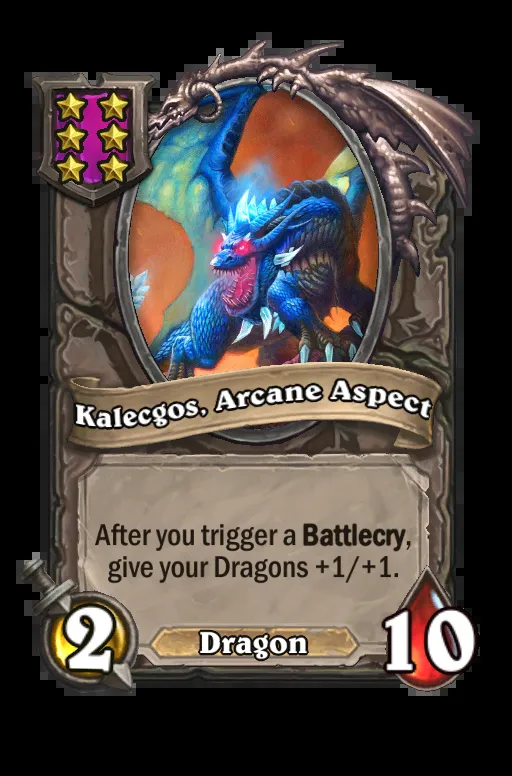 Kalecgos, Arcane Aspect
After you trigger a Battlecry,
give your Dragons +1/+1.
2
Dragon
10